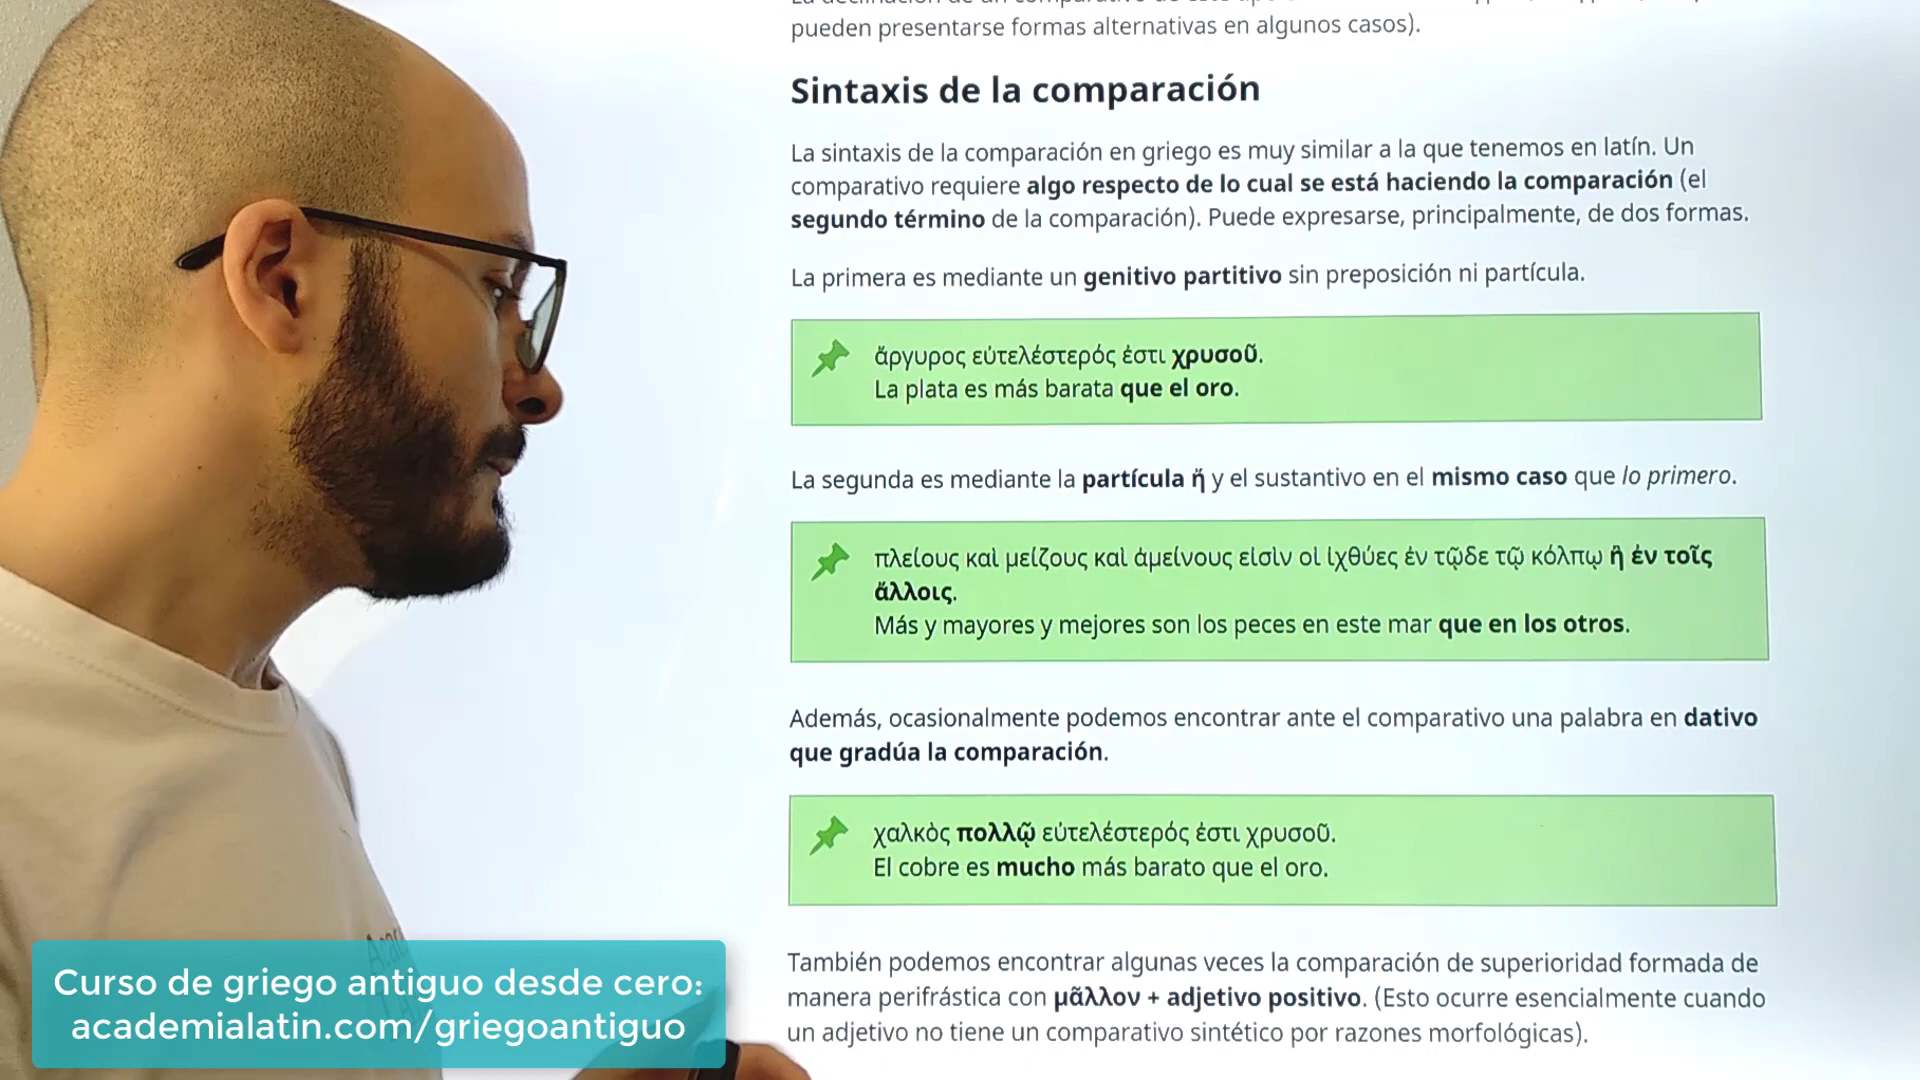 pueden presentarse formas alternativas en algunos casos).
Sintaxis de la comparación
La sintaxis de la comparación en griego es muy similar a la que tenemos en latín. Un
comparativo requiere algo respecto de lo cual se está haciendo la comparación (el
segundo término de la comparación). Puede expresarse, principalmente, de dos formas.
La primera es mediante un genitivo partitivo sin preposición ni partícula.
ἄργυρος εὐτελέστερός ἐστι χρυσοῦ.
La plata es más barata que el oro.
La segunda es mediante la partícula ἤ y el sustantivo en el mismo caso que lo primero.
πλείους καὶ μείζους καὶ ἀμείνους εἰσὶν οἱ ἰχθύες ἐν τῷδε τῷ κόλπῳ ἢ ἐν τοῖς
ἄλλοις.
Más y mayores y mejores son los peces en este mar que en los otros.
Además, ocasionalmente podemos encontrar ante el comparativo una palabra en dativo
que gradúa la comparación.
χαλκὸς πολλῷ εὐτελέστερός ἐστι χρυσοῦ.
El cobre es mucho más barato que el oro.
También podemos encontrar algunas veces la comparación de superioridad formada de
manera perifrástica con μᾶλλον + adjetivo positivo. (Esto ocurre esencialmente cuando
un adjetivo no tiene un comparativo sintético por razones morfológicas).
Curso de griego antiguo desde cero:
academialatin.com/griegoantiguo